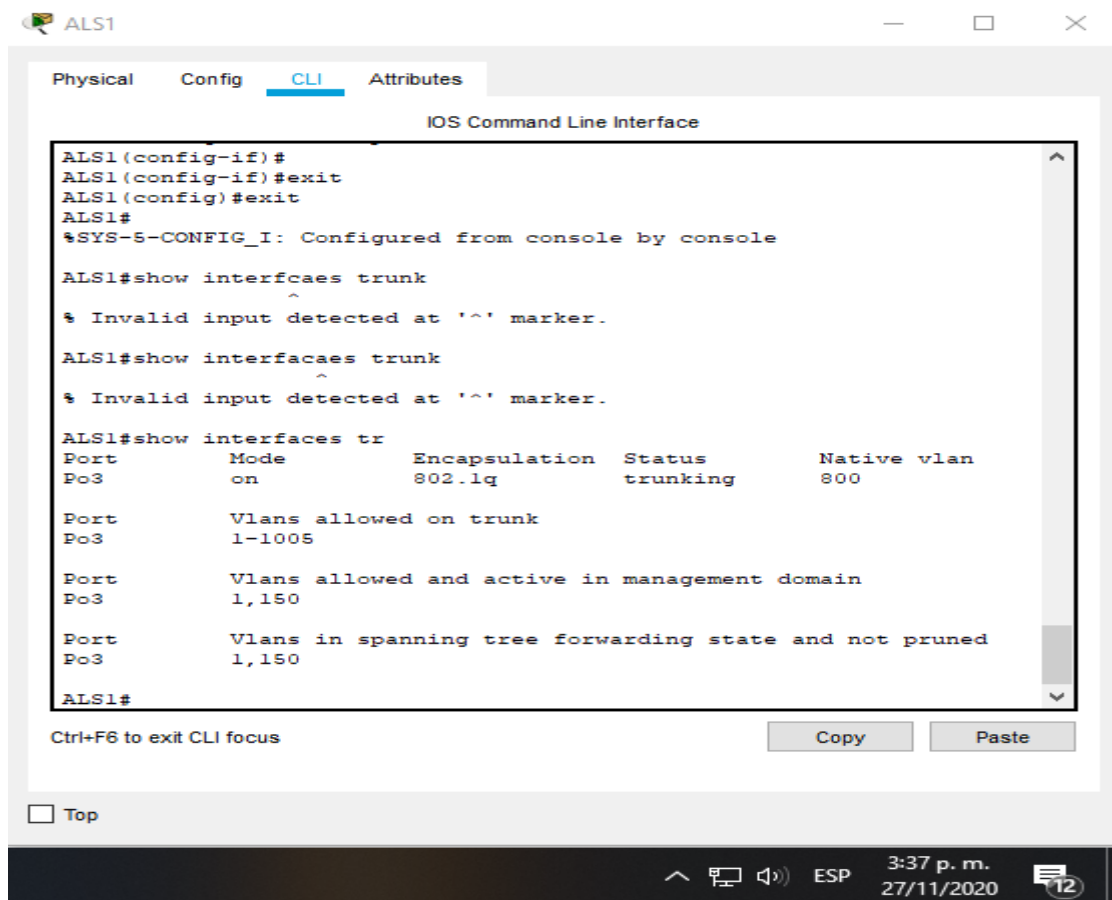 ALS1
Physical Config CLI Attributes
IOS Command Line Interface
ALS1(config-if)#
ALS1(config-if)#exit
ALS1(config)#exit
ALS1#
%SYS-5-CONFIG_I: Configured from console by console
ALS1#show interfcaes trunk
^
% Invalid input detected at '^' marker.
ALS1#show interfacaes trunk
^
% Invalid input detected at '^' marker.
ALS1#show interfaces tr
Port Mode Encapsulation Status Native vlan
Po3 on 802.1q trunking 800
Port Vlans allowed on trunk
Po3 1-1005
Port Vlans allowed and active in management domain
Po3 1,150
Port Vlans in spanning tree forwarding state and not pruned
Po3 1,150
ALS1#
Ctrl+F6 to exit CLI focus
Copy Paste
Top
ESP
3:37 p. m.
27/11/2020
12